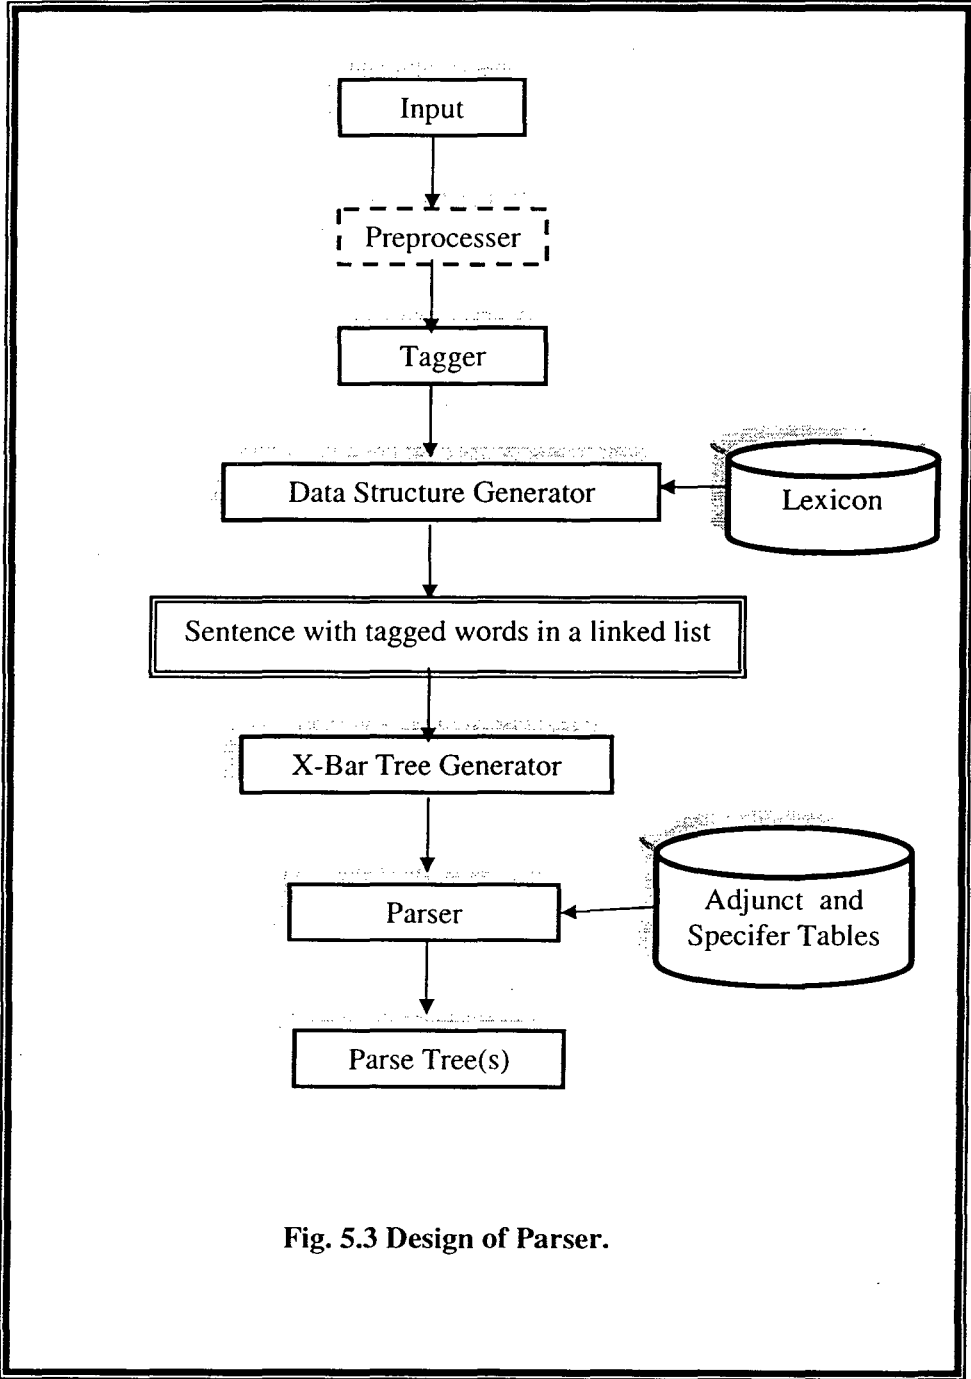 Input
Preprocesser
Tagger
Data Structure Generator
Lexicon
Sentence with tagged words in a linked list
X-Bar Tree Generator
Parser
Adjunct and
Specifer Tables
Parse Tree(s)
Fig. 5.3 Design of Parser.